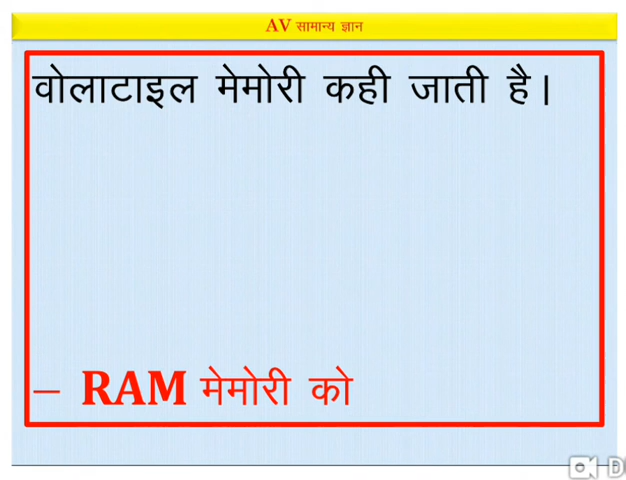 AV सामान्य ज्ञान
वोलाटाइल मेमोरी कही जाती है।
– RAM मेमोरी को